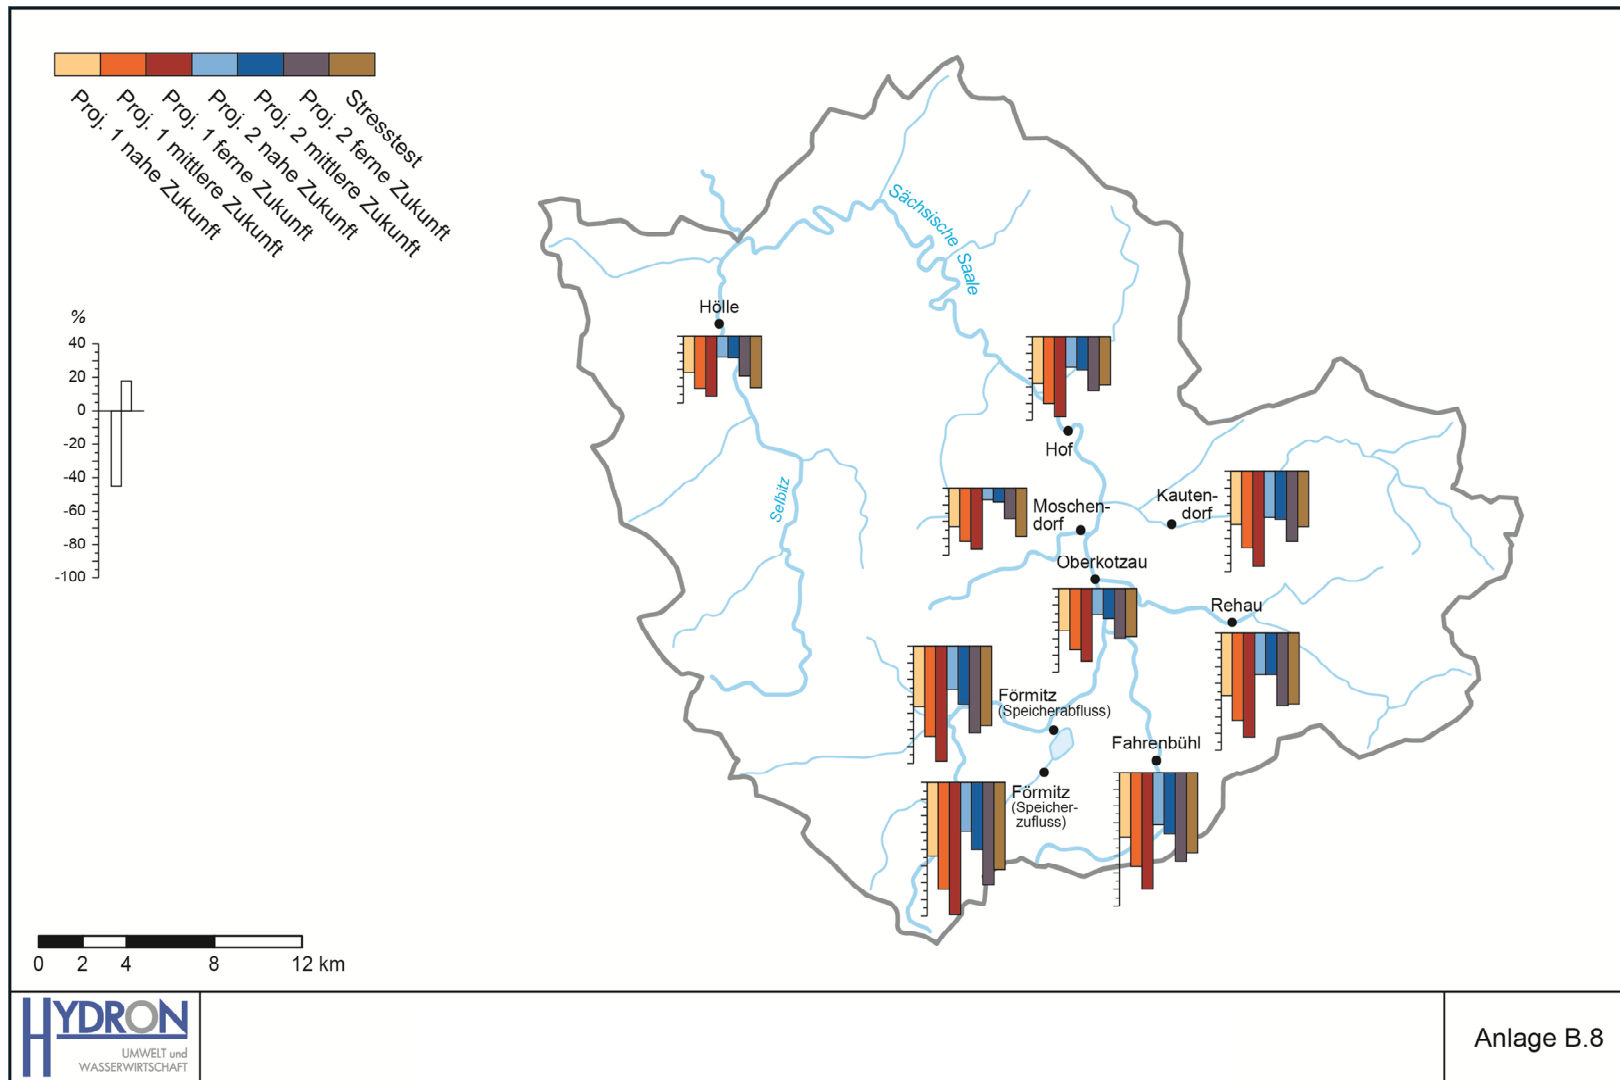 Proj. 1 nahe Zukunft
Proj. 1 mittlere Zukunft
Proj. 1 ferne Zukunft
Proj. 2 nahe Zukunft
Proj. 2 mittlere Zukunft
Proj. 2 ferne Zukunft
Stresstest
%
40
20
0
-20
-40
-60
-80
-100
Sächsische Saale
Hölle
Hof
Selbitz
Moschen-
dorf
Kauten-
dorf
Oberkotzau
Rehau
Förmitz
(Speicherabfluss)
Fahrenbühl
Förmitz
(Speicher-
zufluss)
0 2 4 8 12 km
HYDRON
UMWELT und
WASSERWIRTSCHAFT
Anlage B.8